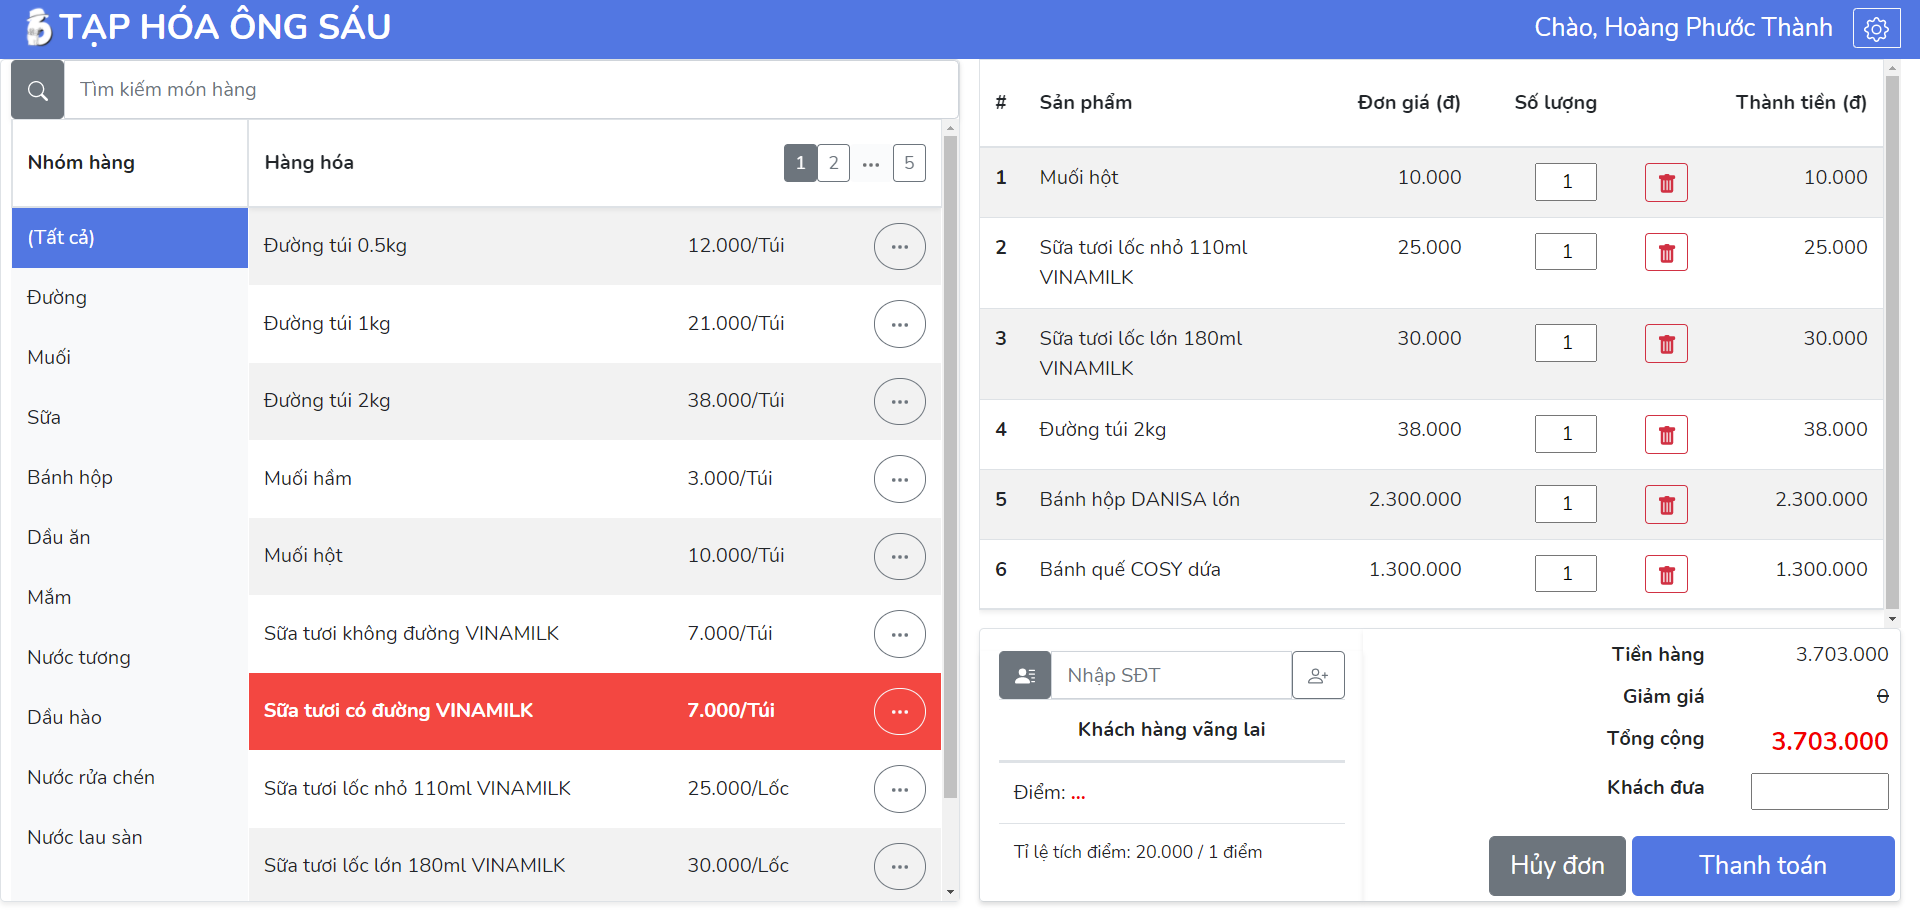 TẠP HÓA ÔNG SÁU
Chào, Hoàng Phước Thành
Tìm kiếm món hàng
Nhóm hàng
(Tất cả)
Đường
Muối
Sữa
Bánh hộp
Dầu ăn
Mắm
Nước tương
Dầu hào
Nước rửa chén
Nước lau sàn
Hàng hóa
1 2 ... 5
Đường túi 0.5kg 12.000/Túi ...
Đường túi 1kg 21.000/Túi ...
Đường túi 2kg 38.000/Túi ...
Muối hầm 3.000/Túi ...
Muối hột 10.000/Túi ...
Sữa tươi không đường VINAMILK 7.000/Túi ...
Sữa tươi có đường VINAMILK 7.000/Túi ...
Sữa tươi lốc nhỏ 110ml VINAMILK 25.000/Lốc ...
Sữa tươi lốc lớn 180ml VINAMILK 30.000/Lốc ...
# Sản phẩm Đơn giá (đ) Số lượng Thành tiền (đ)
1 Muối hột 10.000 1 10.000
2 Sữa tươi lốc nhỏ 110ml 25.000 1 25.000
VINAMILK
3 Sữa tươi lốc lớn 180ml 30.000 1 30.000
VINAMILK
4 Đường túi 2kg 38.000 1 38.000
5 Bánh hộp DANISA lớn 2.300.000 1 2.300.000
6 Bánh quế COSY dứa 1.300.000 1 1.300.000
Nhập SĐT
Khách hàng vãng lai
Điểm: ...
Tỉ lệ tích điểm: 20.000 / 1 điểm
Tiền hàng 3.703.000
Giảm giá 0
Tổng cộng 3.703.000
Khách đưa
Hủy đơn Thanh toán